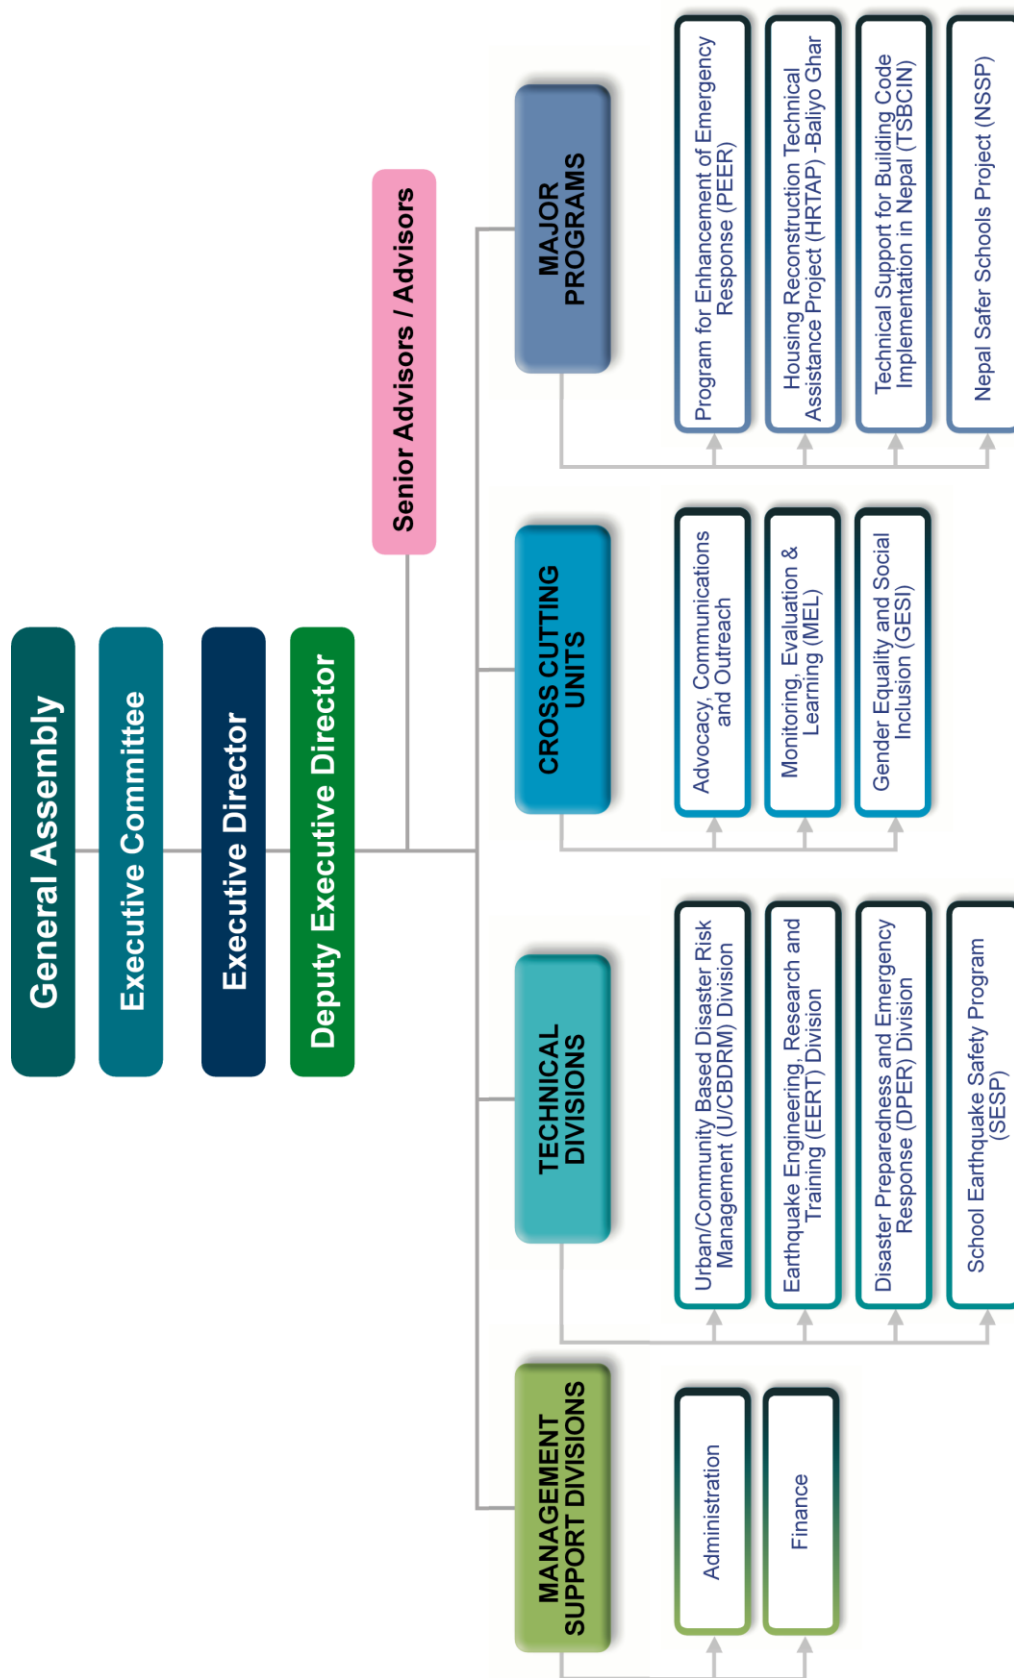 General Assembly
Executive Committee
Executive Director
Deputy Executive Director
Senior Advisors / Advisors
MANAGEMENT
SUPPORT DIVISIONS
Administration
Finance
TECHNICAL
DIVISIONS
Urban/Community Based Disaster Risk
Management (U/CBDRM) Division
Earthquake Engineering, Research and
Training (EERT) Division
Disaster Preparedness and Emergency
Response (DPER) Division
School Earthquake Safety Program
(SESP)
CROSS CUTTING
UNITS
Advocacy, Communications
and Outreach
Monitoring, Evaluation &
Learning (MEL)
Gender Equality and Social
Inclusion (GESI)
MAJOR
PROGRAMS
Program for Enhancement of Emergency
Response (PEER)
Housing Reconstruction Technical
Assistance Project (HRTAP) -Baliyo Ghar
Technical Support for Building Code
Implementation in Nepal (TSBCIN)
Nepal Safer Schools Project (NSSP)